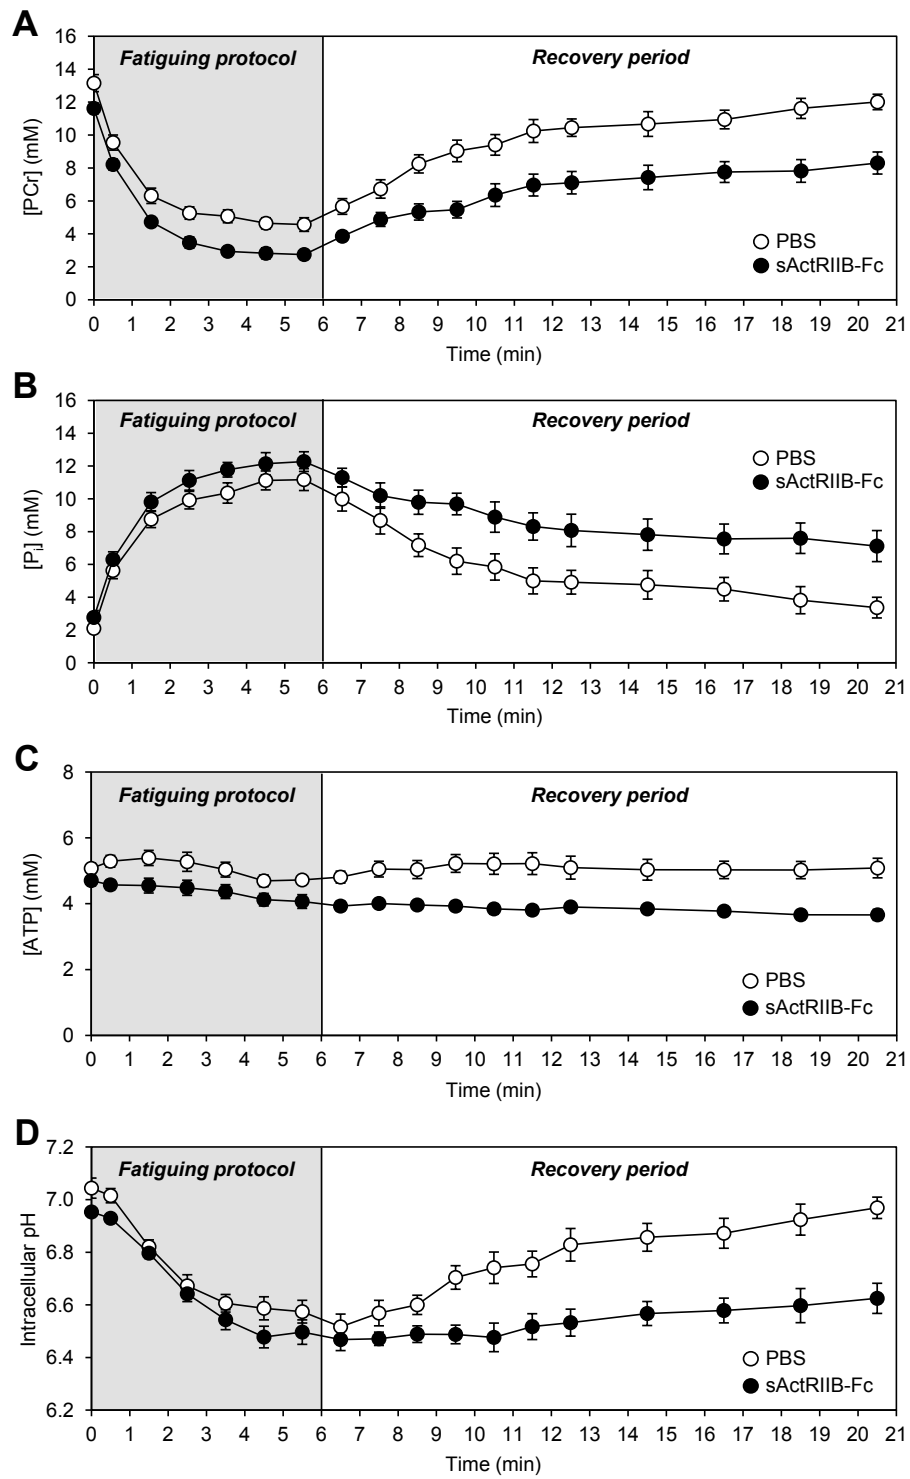 A
Fatiguing protocol
Recovery period
[PCr] (mM)
16
14
12
10
8
6
4
2
0
PBS
sActRIIB-Fc
0 1 2 3 4 5 6 7 8 9 10 11 12 13 14 15 16 17 18 19 20 21
Time (min)
B
Fatiguing protocol
Recovery period
[Pi] (mM)
16
14
12
10
8
6
4
2
0
PBS
sActRIIB-Fc
0 1 2 3 4 5 6 7 8 9 10 11 12 13 14 15 16 17 18 19 20 21
Time (min)
C
Fatiguing protocol
Recovery period
[ATP] (mM)
8
6
4
2
0
PBS
sActRIIB-Fc
0 1 2 3 4 5 6 7 8 9 10 11 12 13 14 15 16 17 18 19 20 21
Time (min)
D
Fatiguing protocol
Recovery period
Intracellular pH
7.2
7.0
6.8
6.6
6.4
6.2
PBS
sActRIIB-Fc
0 1 2 3 4 5 6 7 8 9 10 11 12 13 14 15 16 17 18 19 20 21
Time (min)